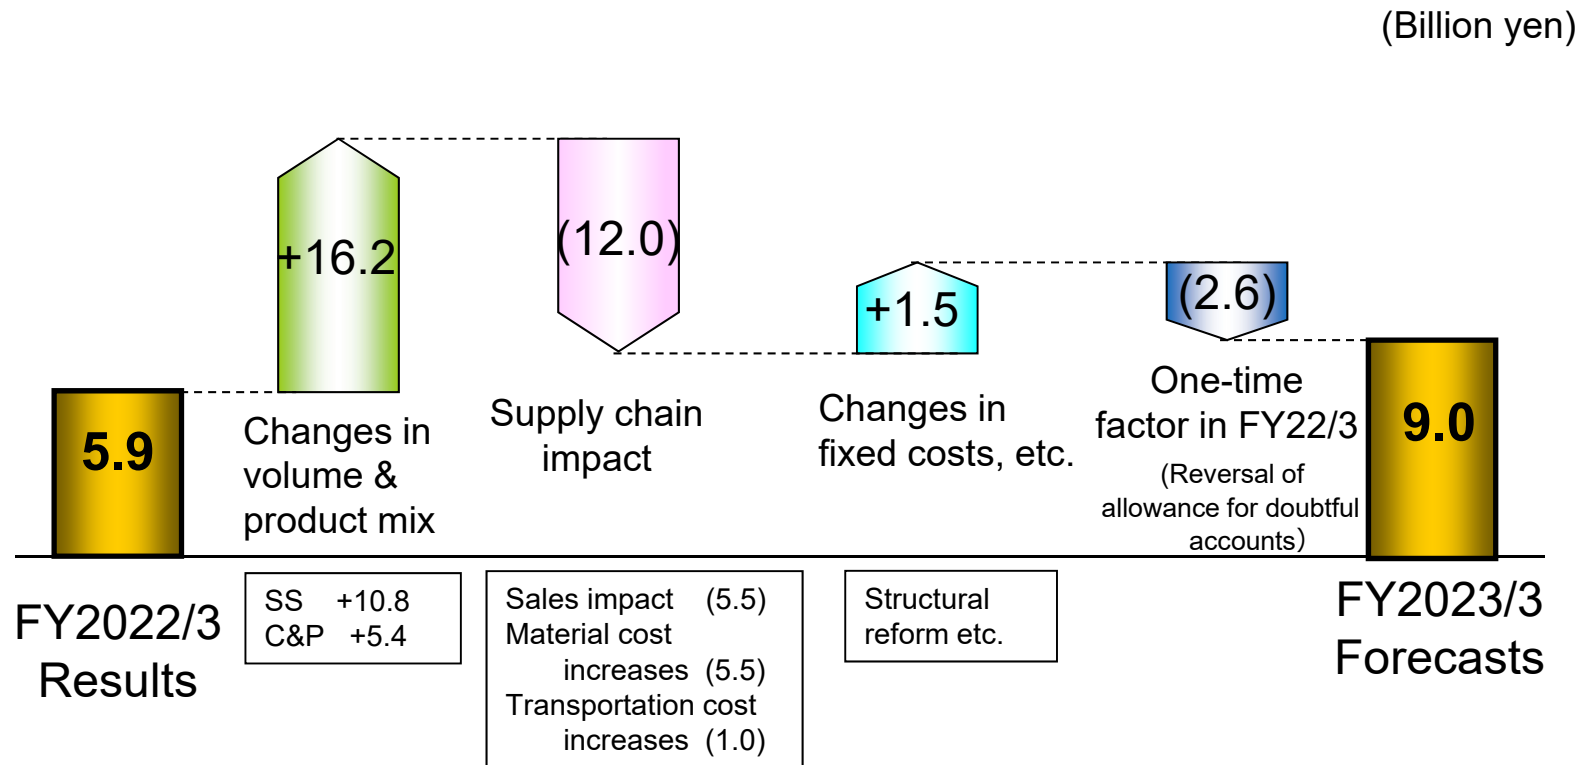 (Billion yen)
+16.2
(12.0)
+1.5
(2.6)
5.9
9.0
Changes in
volume &
product mix
Supply chain
impact
Changes in
fixed costs, etc.
One-time
factor in FY22/3
(Reversal of
allowance for doubtful
accounts)
FY2022/3
Results
SS +10.8
C&P +5.4
Sales impact (5.5)
Material cost
increases (5.5)
Transportation cost
increases (1.0)
Structural
reform etc.
FY2023/3
Forecasts